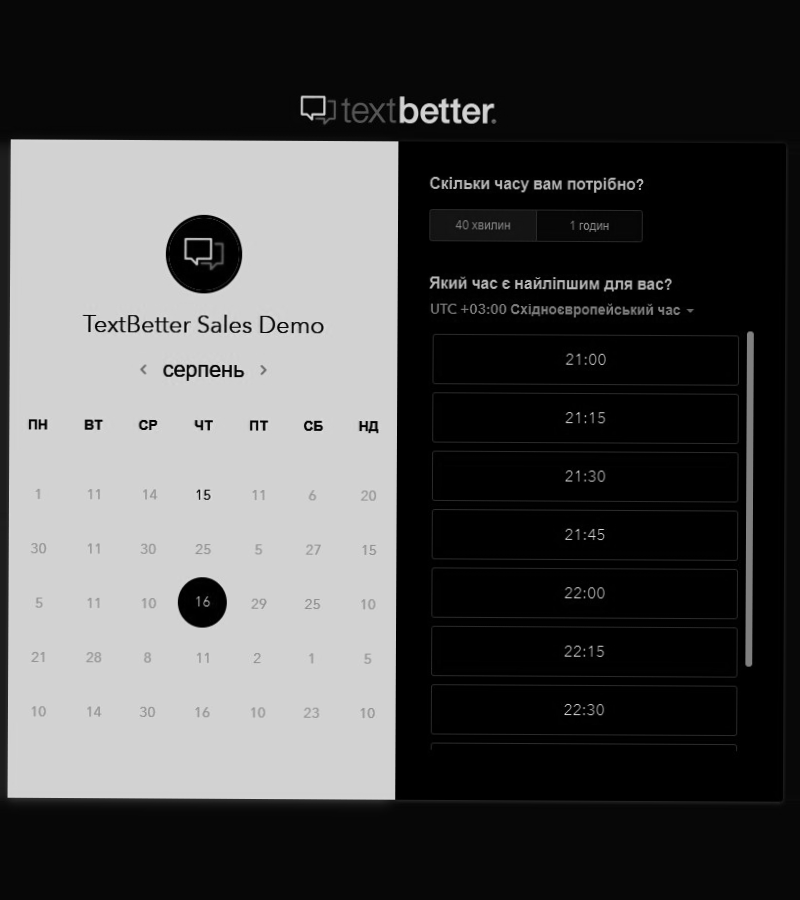 textbetter.
TextBetter Sales Demo
серпень
ПН ВТ СР ЧТ ПТ СБ НД
1 11 14 15 11 6 20
30 11 30 25 5 27 15
5 11 10 16 29 25 10
21 28 8 11 2 1 5
10 14 30 16 10 23 10
Скільки часу вам потрібно?
40 хвилин 1 годин
Який час є найліпшим для вас?
UTC +03:00 Східноєвропейський час
21:00
21:15
21:30
21:45
22:00
22:15
22:30